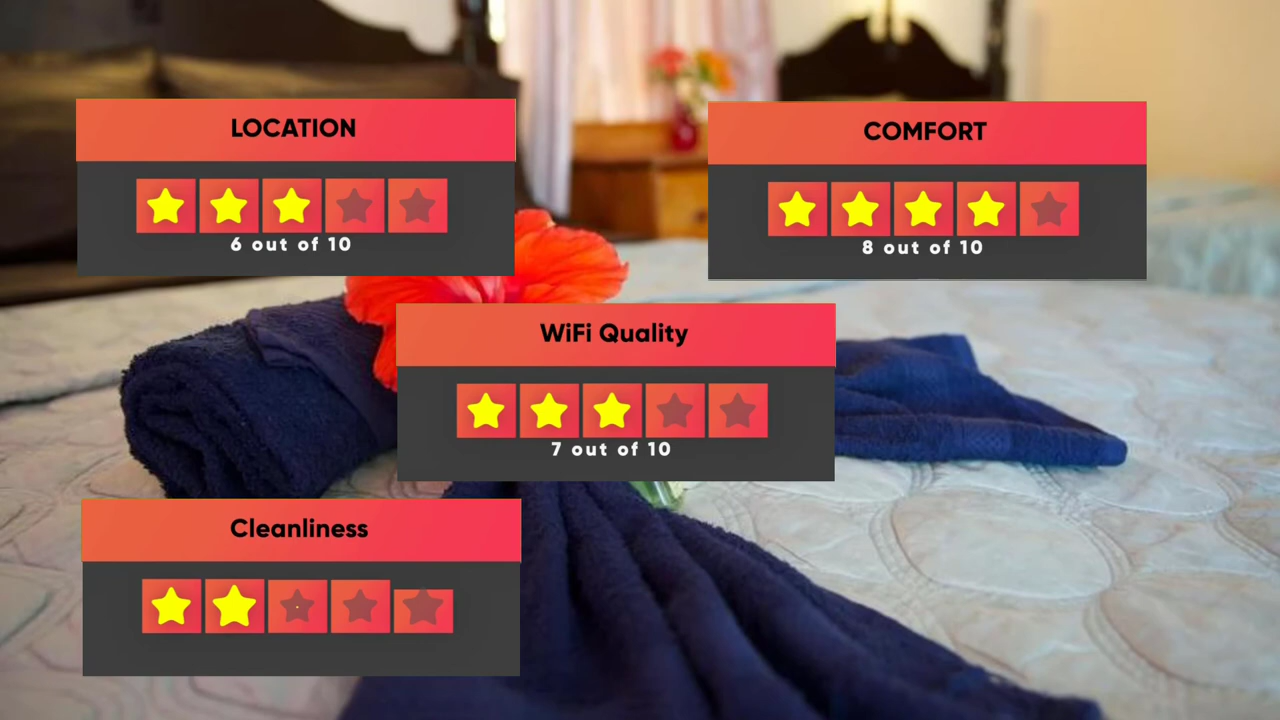 LOCATION
6 out of 10
COMFORT
8 out of 10
WiFi Quality
7 out of 10
Cleanliness